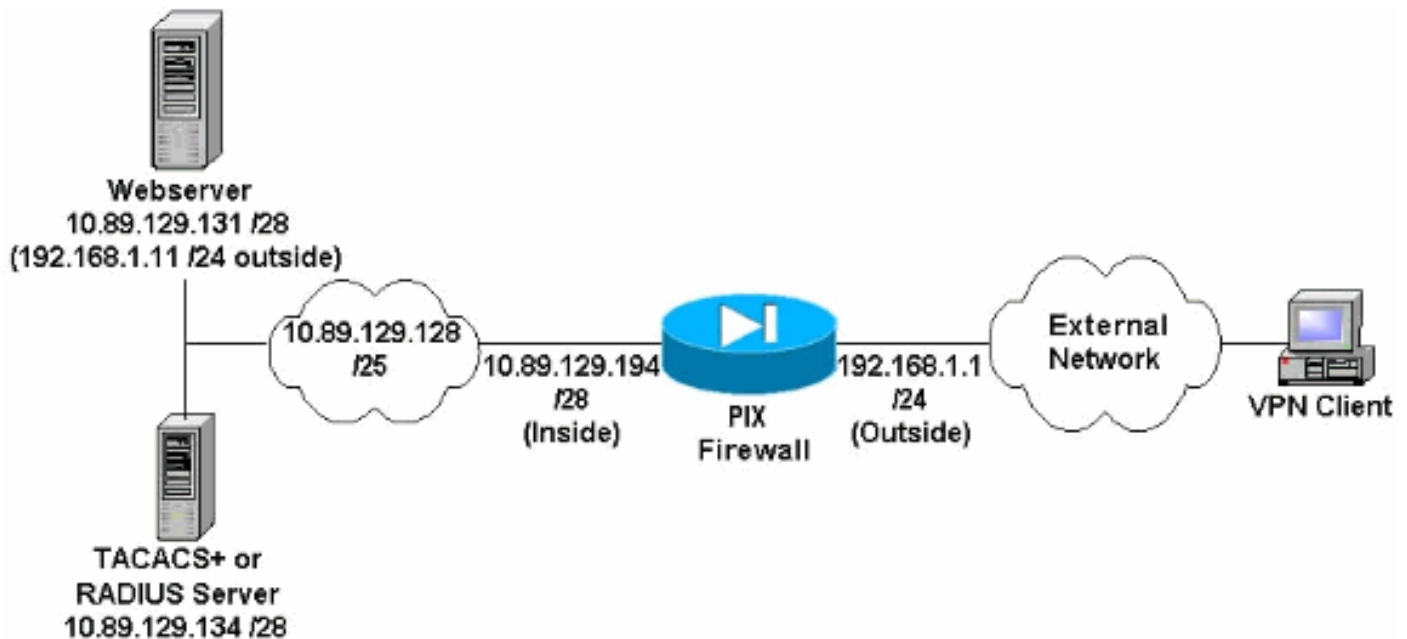 Webserver
10.89.129.131 /28
(192.168.1.11 /24 outside)
10.89.129.128
/25
10.89.129.194
/28
(Inside)
PIX
Firewall
192.168.1.1
/24
(Outside)
External
Network
VPN Client
TACACS+ or
RADIUS Server
10.89.129.134 /28